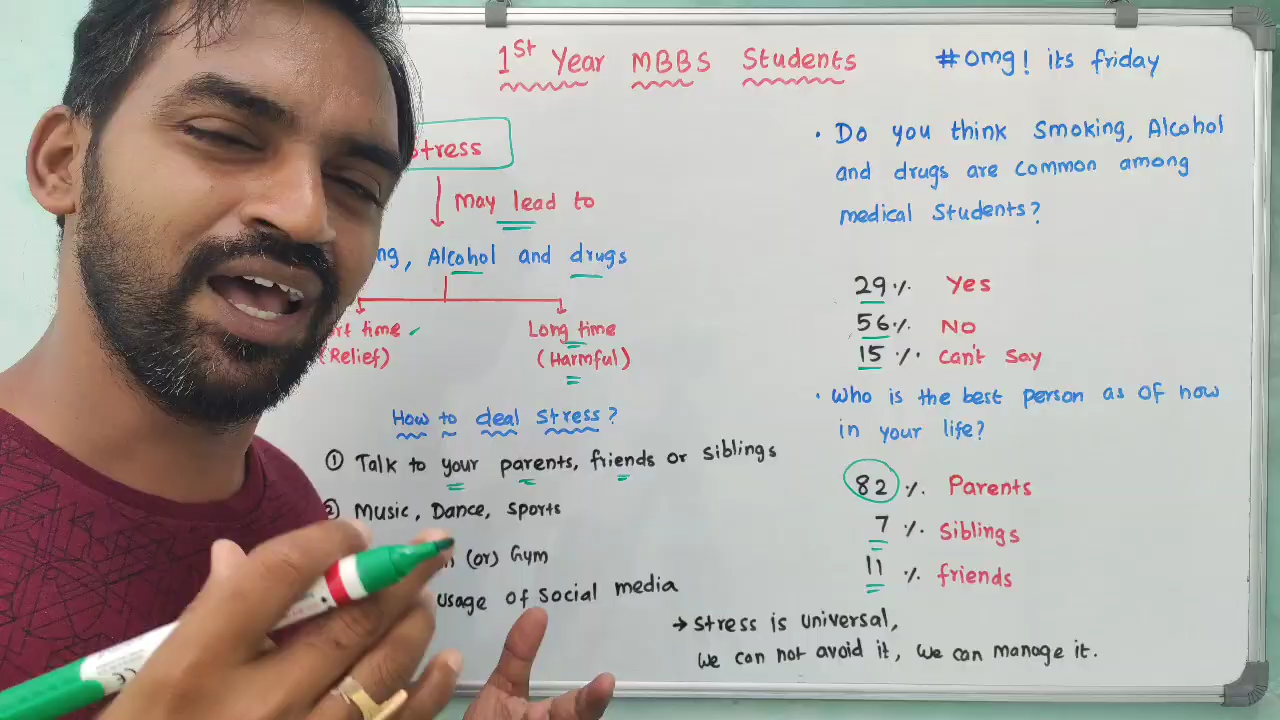 1st Year MBBS Students
#omg! its friday
Stress
May lead to
Alcohol and drugs
time Long time
(Relief) (Harmful)
How to deal Stress?
① Talk to your parents, friends or siblings
② Music, Dance, Sports
(or) Gym
usage of social media
• Do you think Smoking, Alcohol
and drugs are common among
medical Students?
29 % Yes
56 % No
15 % Can't say
• Who is the best person as of now
in your life?
82 % Parents
7 % Siblings
11 % friends
→ Stress is universal,
We can not avoid it, We can manage it.